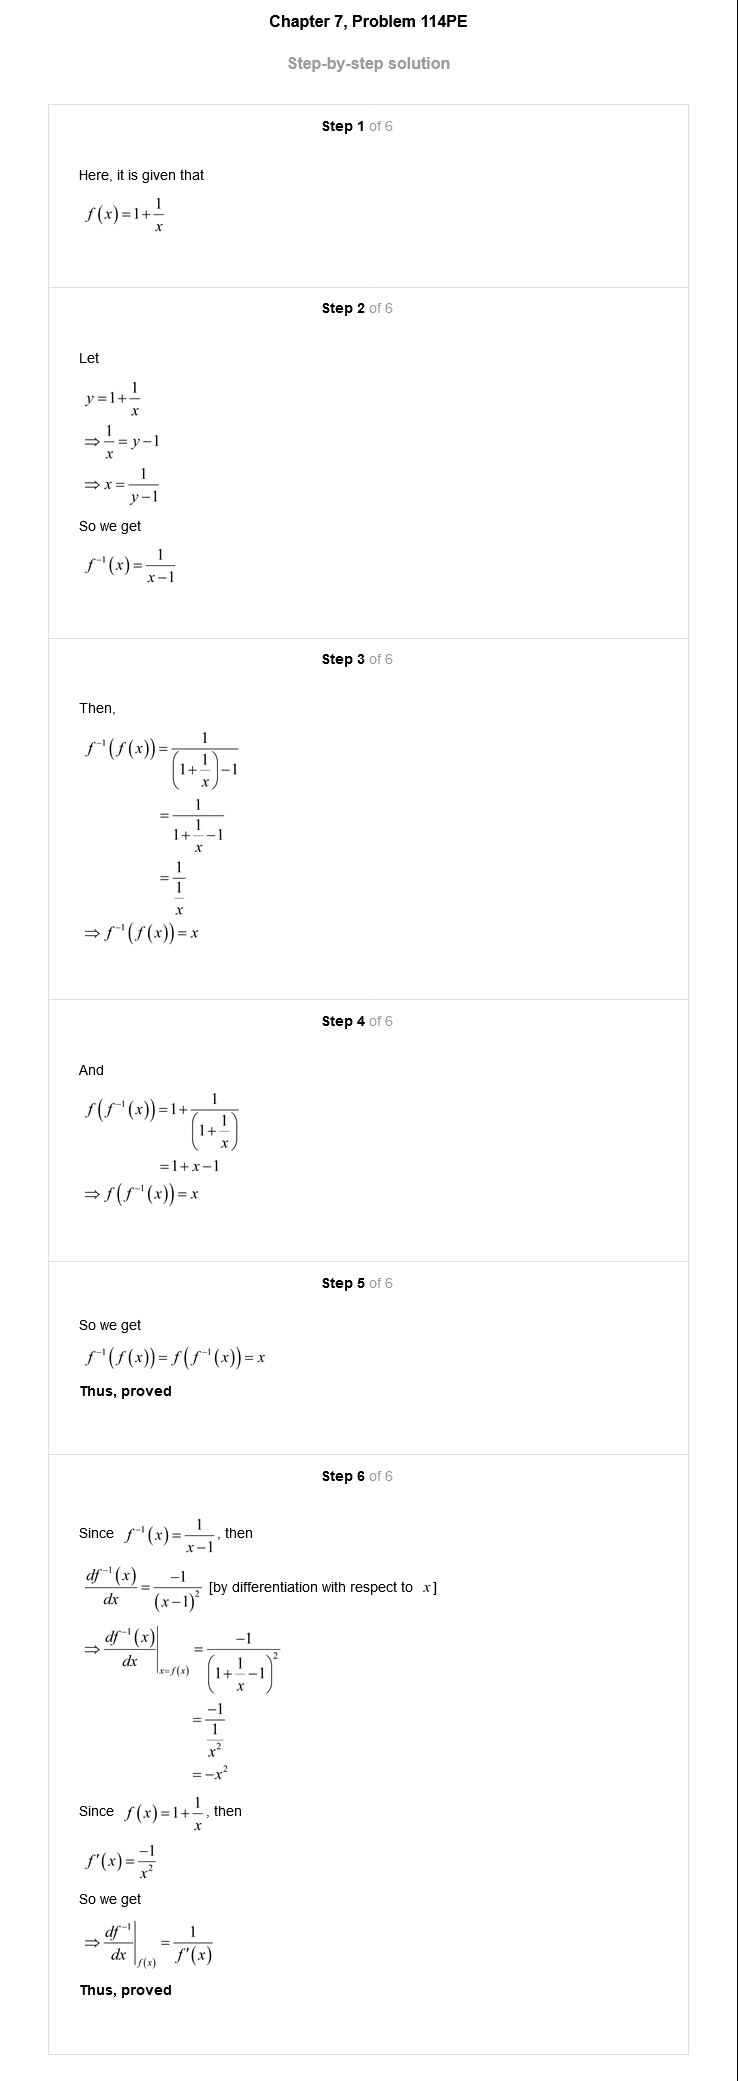 Chapter 7, Problem 114PE
Step-by-step solution
Step 1 of 6
Here, it is given that
f(x)=1+\frac{1}{x}
Step 2 of 6
Let
y=1+\frac{1}{x}
⇒\frac{1}{x}=y−1
⇒x=\frac{1}{y−1}
So we get
f^{-1}(x)=\frac{1}{x−1}
Step 3 of 6
Then,
f^{-1}(f(x))=\frac{1}{\left(1+\frac{1}{x}\right)−1}
=\frac{1}{1+\frac{1}{x}−1}
=\frac{1}{\frac{1}{x}}
⇒f^{-1}(f(x))=x
Step 4 of 6
And
f(f^{-1}(x))=1+\frac{1}{\left(1+\frac{1}{x}\right)}
=1+x−1
⇒f(f^{-1}(x))=x
Step 5 of 6
So we get
f^{-1}(f(x))=f(f^{-1}(x))=x
Thus, proved
Step 6 of 6
Since f^{-1}(x)=\frac{1}{x−1}, then
\frac{df^{-1}(x)}{dx}=\frac{−1}{(x−1)^2} [by differentiation with respect to x]
⇒\left.\frac{df^{-1}(x)}{dx}\right|_{x=f(x)}=\frac{−1}{\left(1+\frac{1}{x}−1\right)^2}
=\frac{−1}{\frac{1}{x^2}}
=−x^2
Since f(x)=1+\frac{1}{x}, then
f'(x)=\frac{−1}{x^2}
So we get
⇒\left.\frac{df^{-1}}{dx}\right|_{f(x)}=\frac{1}{f'(x)}
Thus, proved